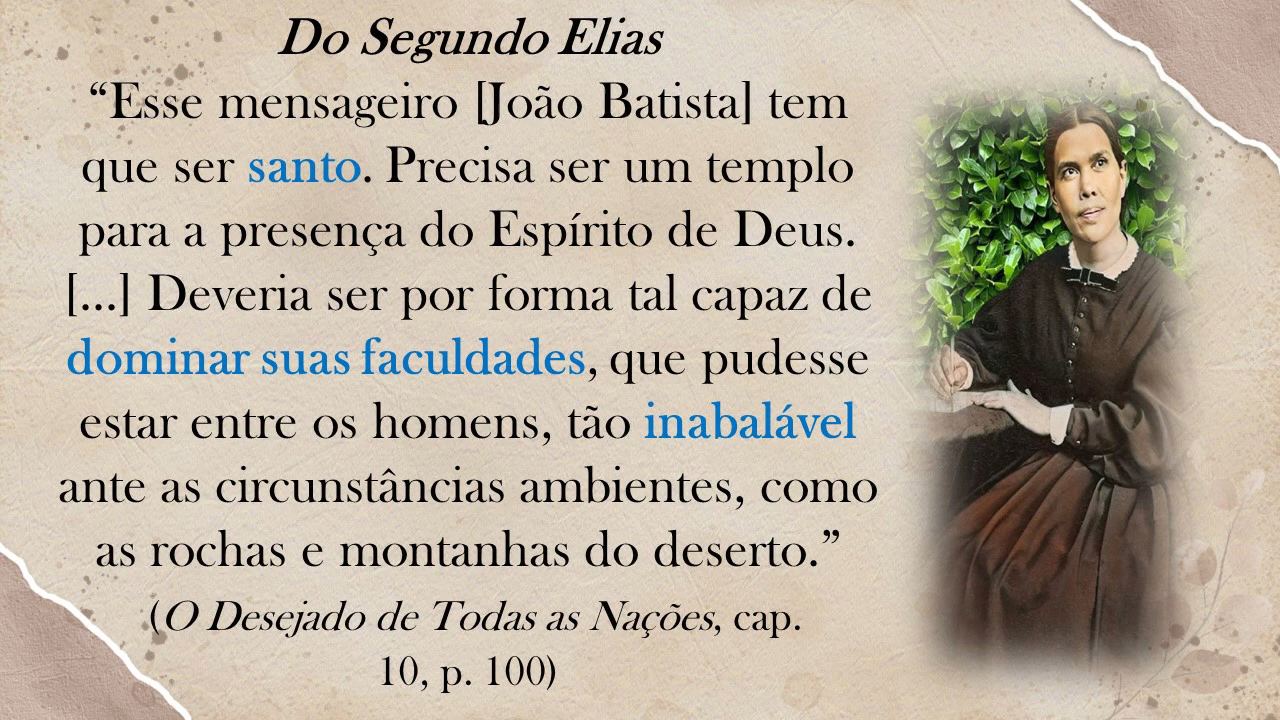 Do Segundo Elias
“Esse mensageiro [João Batista] tem
que ser santo. Precisa ser um templo
para a presença do Espírito de Deus.
[...] Deveria ser por forma tal capaz de
dominar suas faculdades, que pudesse
estar entre os homens, tão inabalável
ante as circunstâncias ambientes, como
as rochas e montanhas do deserto.”
(O Desejado de Todas as Nações, cap.
10, p. 100)